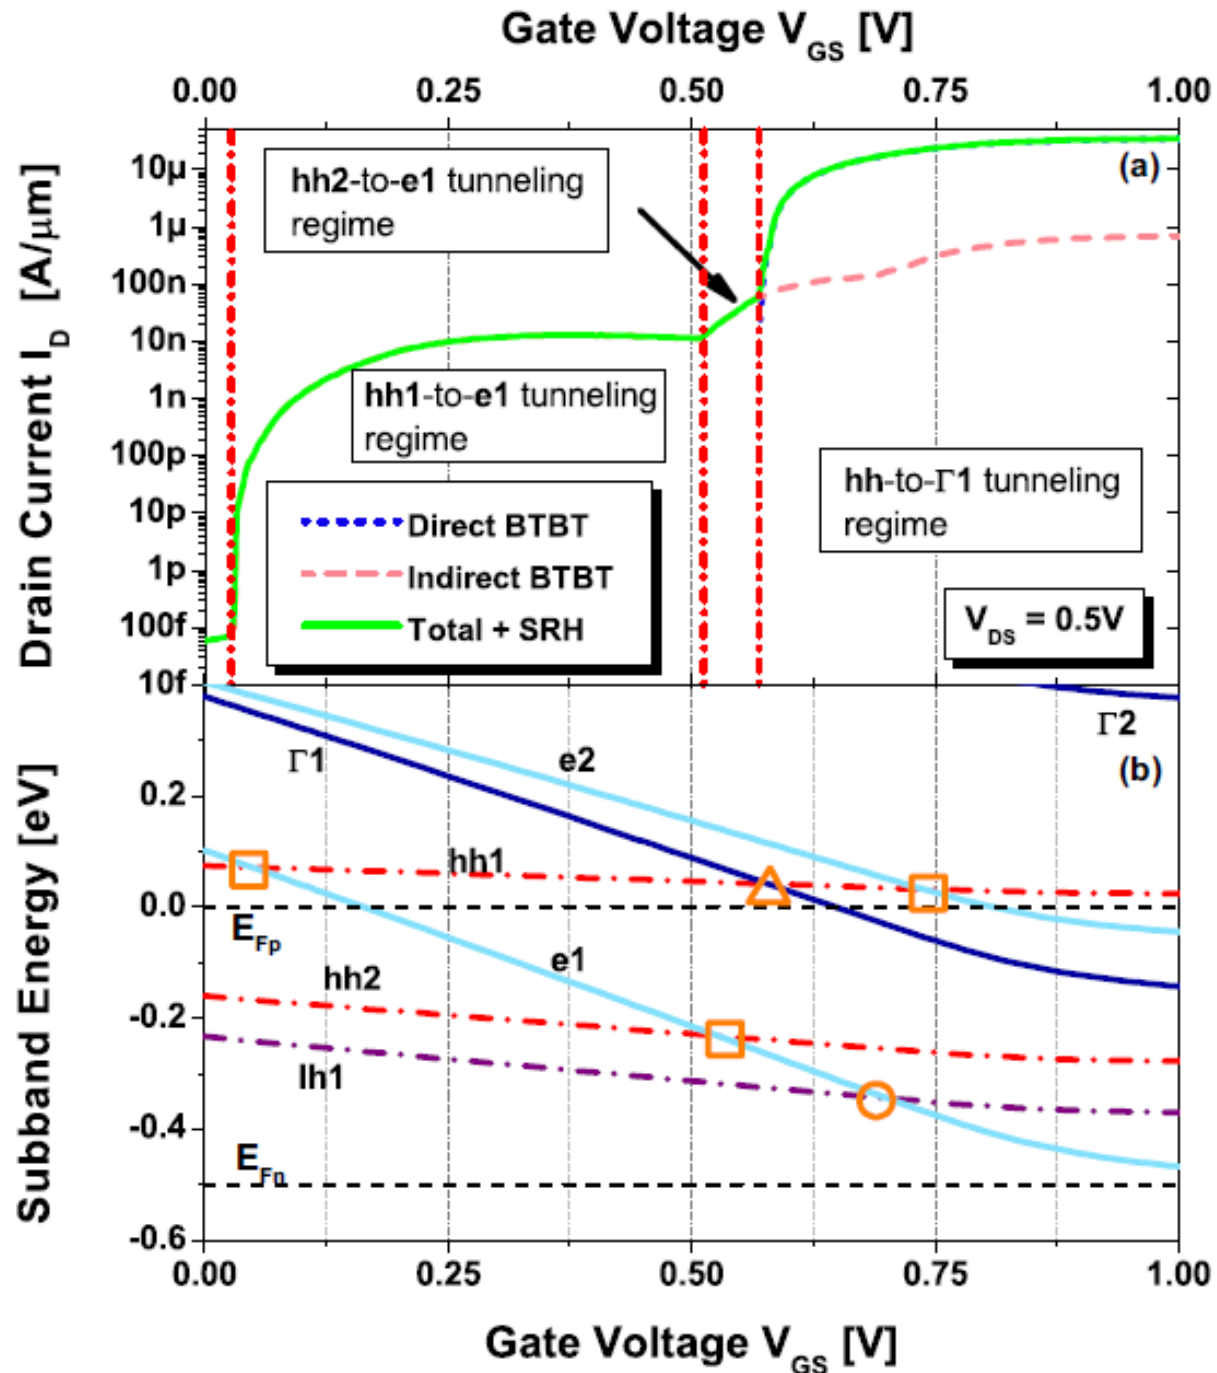 Gate Voltage V_GS [V]
0.00 0.25 0.50 0.75 1.00
Drain Current I_D [A/μm]
10μ
1μ
100n
10n
1n
100p
10p
1p
100f
10f
(a)
hh2-to-e1 tunneling
regime
hh1-to-e1 tunneling
regime
hh-to-Γ1 tunneling
regime
Direct BTBT
Indirect BTBT
Total + SRH
V_DS = 0.5V
Subband Energy [eV]
0.2
0.0
-0.2
-0.4
-0.6
(b)
Γ2
Γ1
e2
hh1
E_Fp
e1
hh2
lh1
E_Fn
0.00 0.25 0.50 0.75 1.00
Gate Voltage V_GS [V]